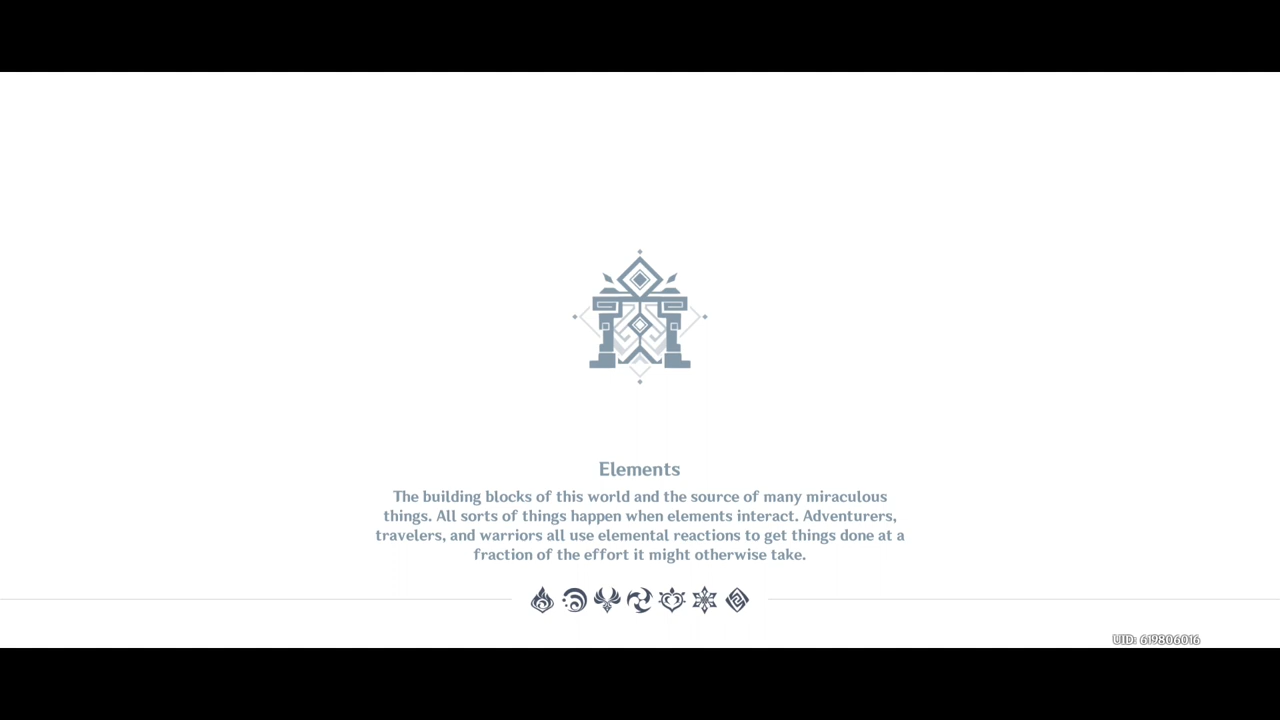 Elements
The building blocks of this world and the source of many miraculous
things. All sorts of things happen when elements interact. Adventurers,
travelers, and warriors all use elemental reactions to get things done at a
fraction of the effort it might otherwise take.
UID: 619806016